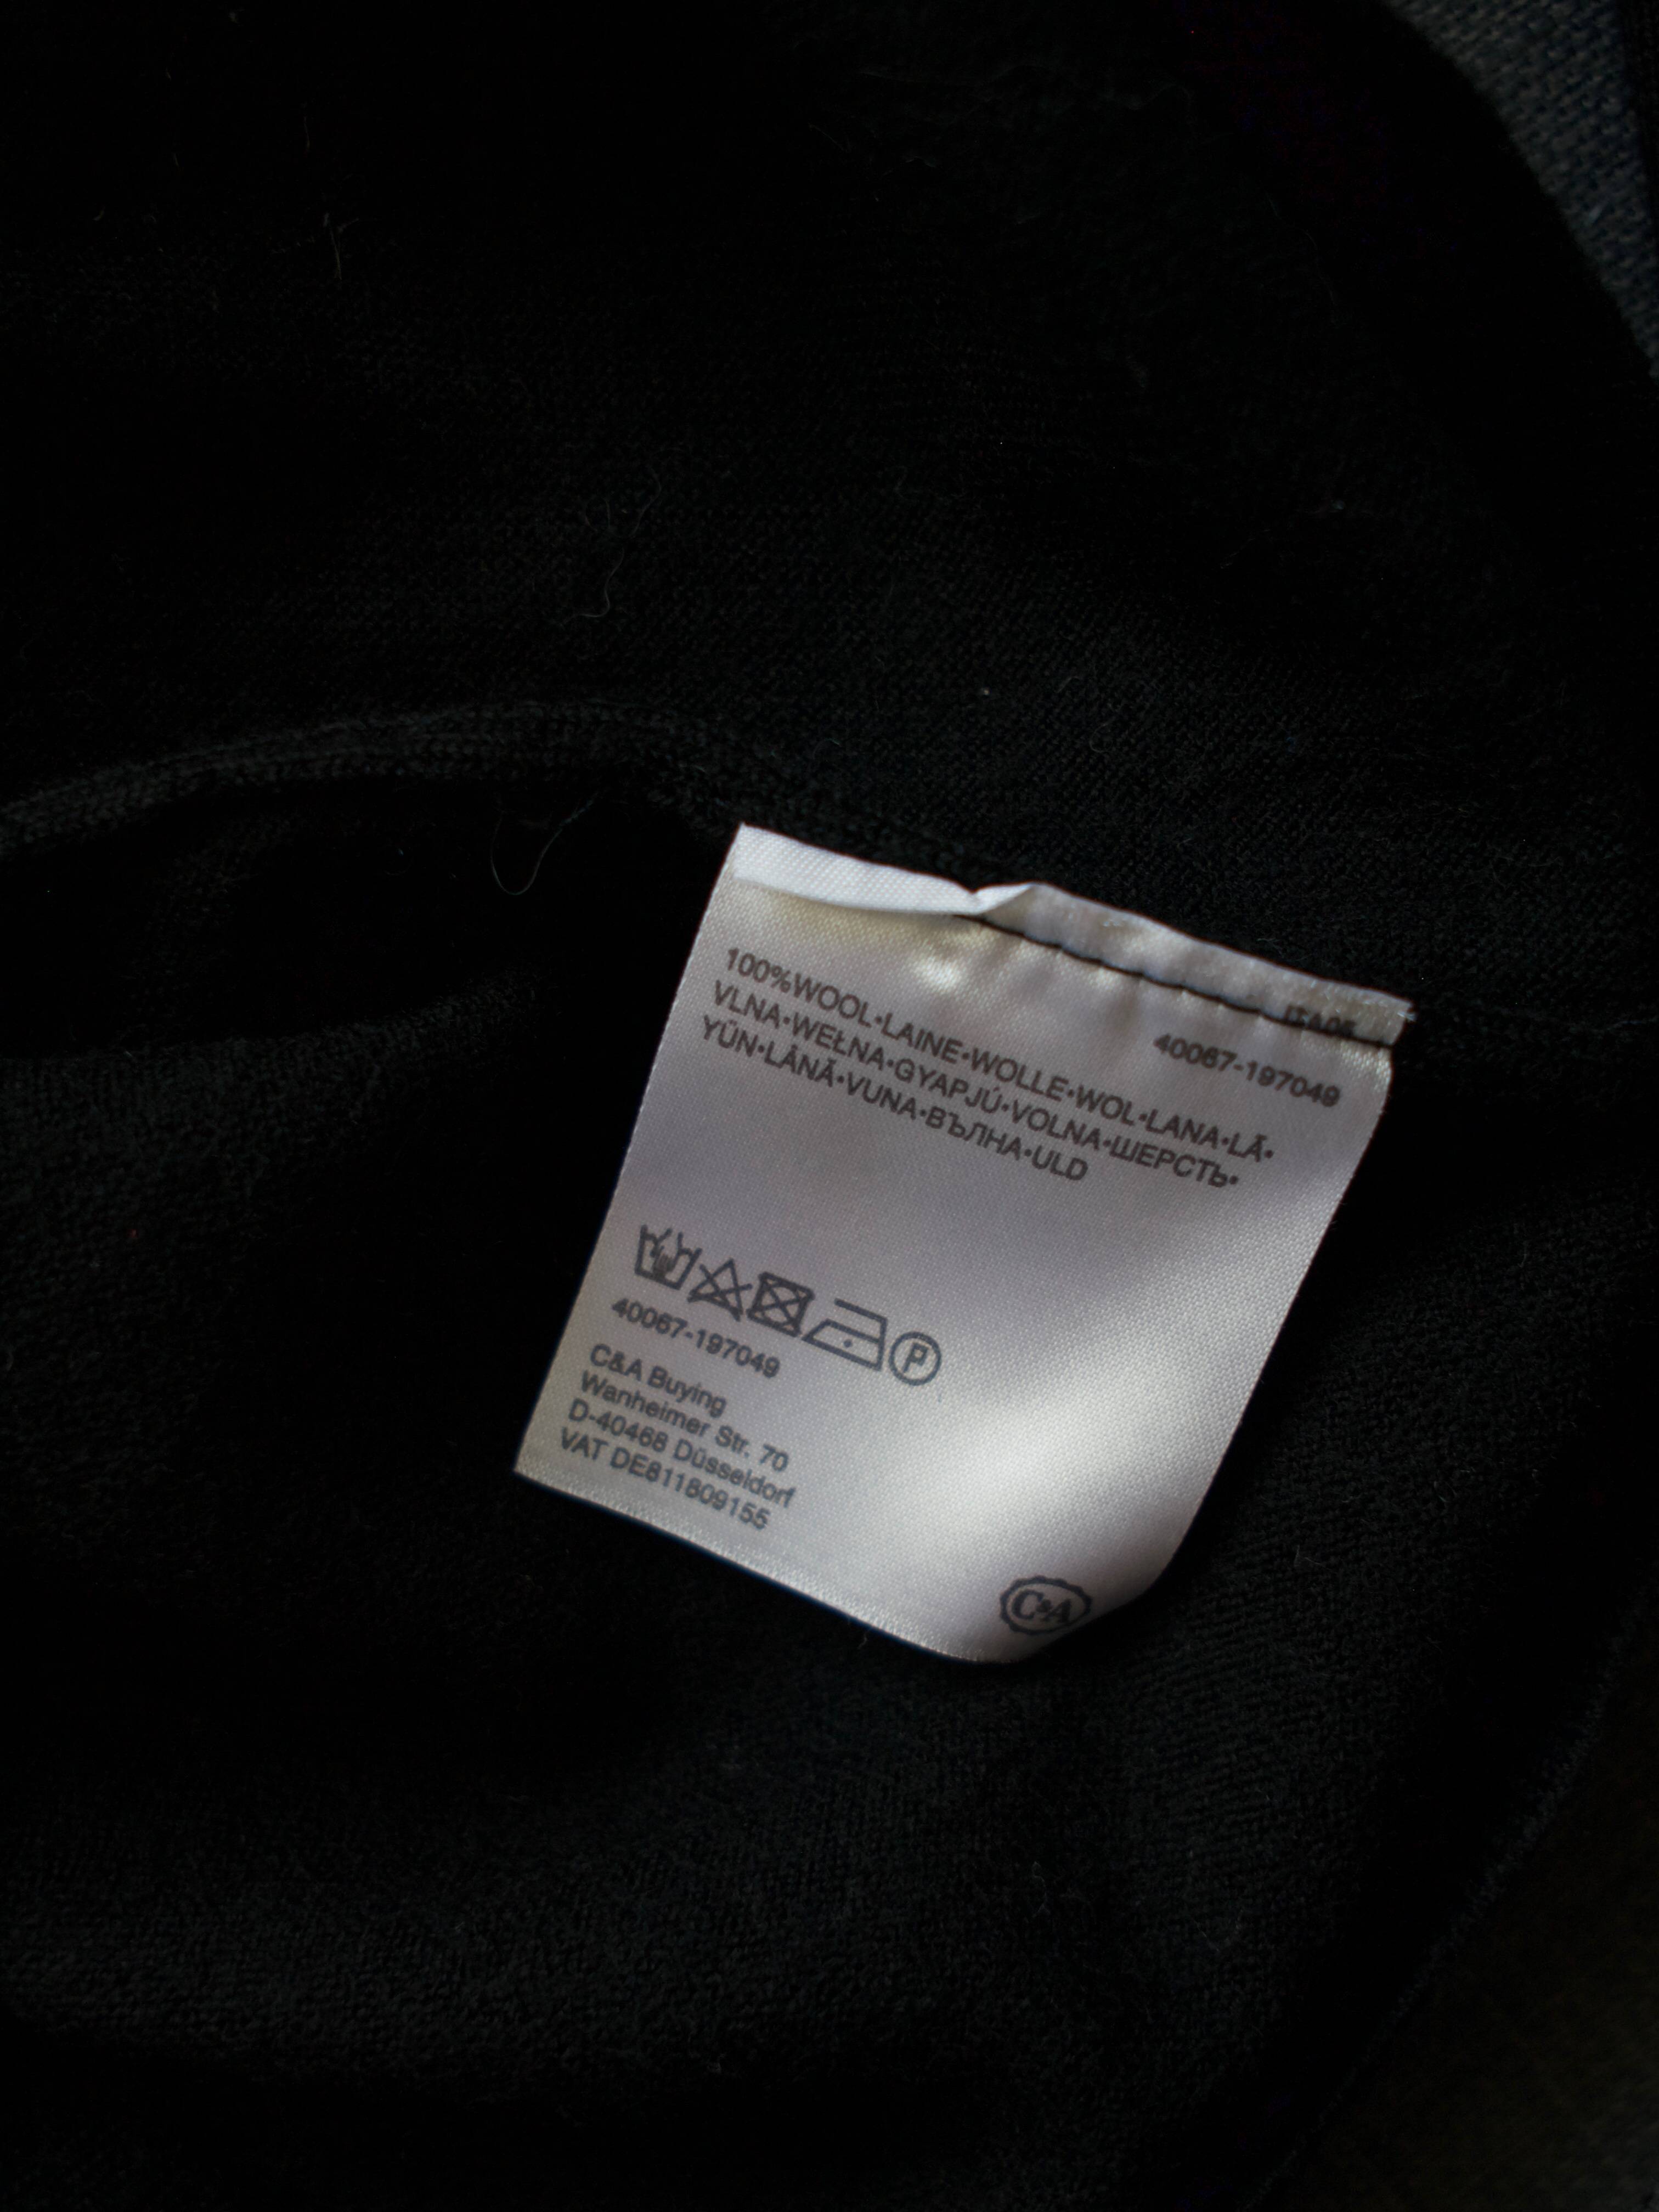 40067-197049
100%WOOL•LAINE•WOLLE•WOL•LANA•LÃ•
VLNA•WEŁNA•GYAPJÚ•VOLNA•ШЕРСТЬ•
YÜN•LÂNĂ•VUNA•ВЪЛНА•ULD
P
40067-197049
C&A Buying
Wanheimer Str. 70
D-40468 Düsseldorf
VAT DE811809155
C&A